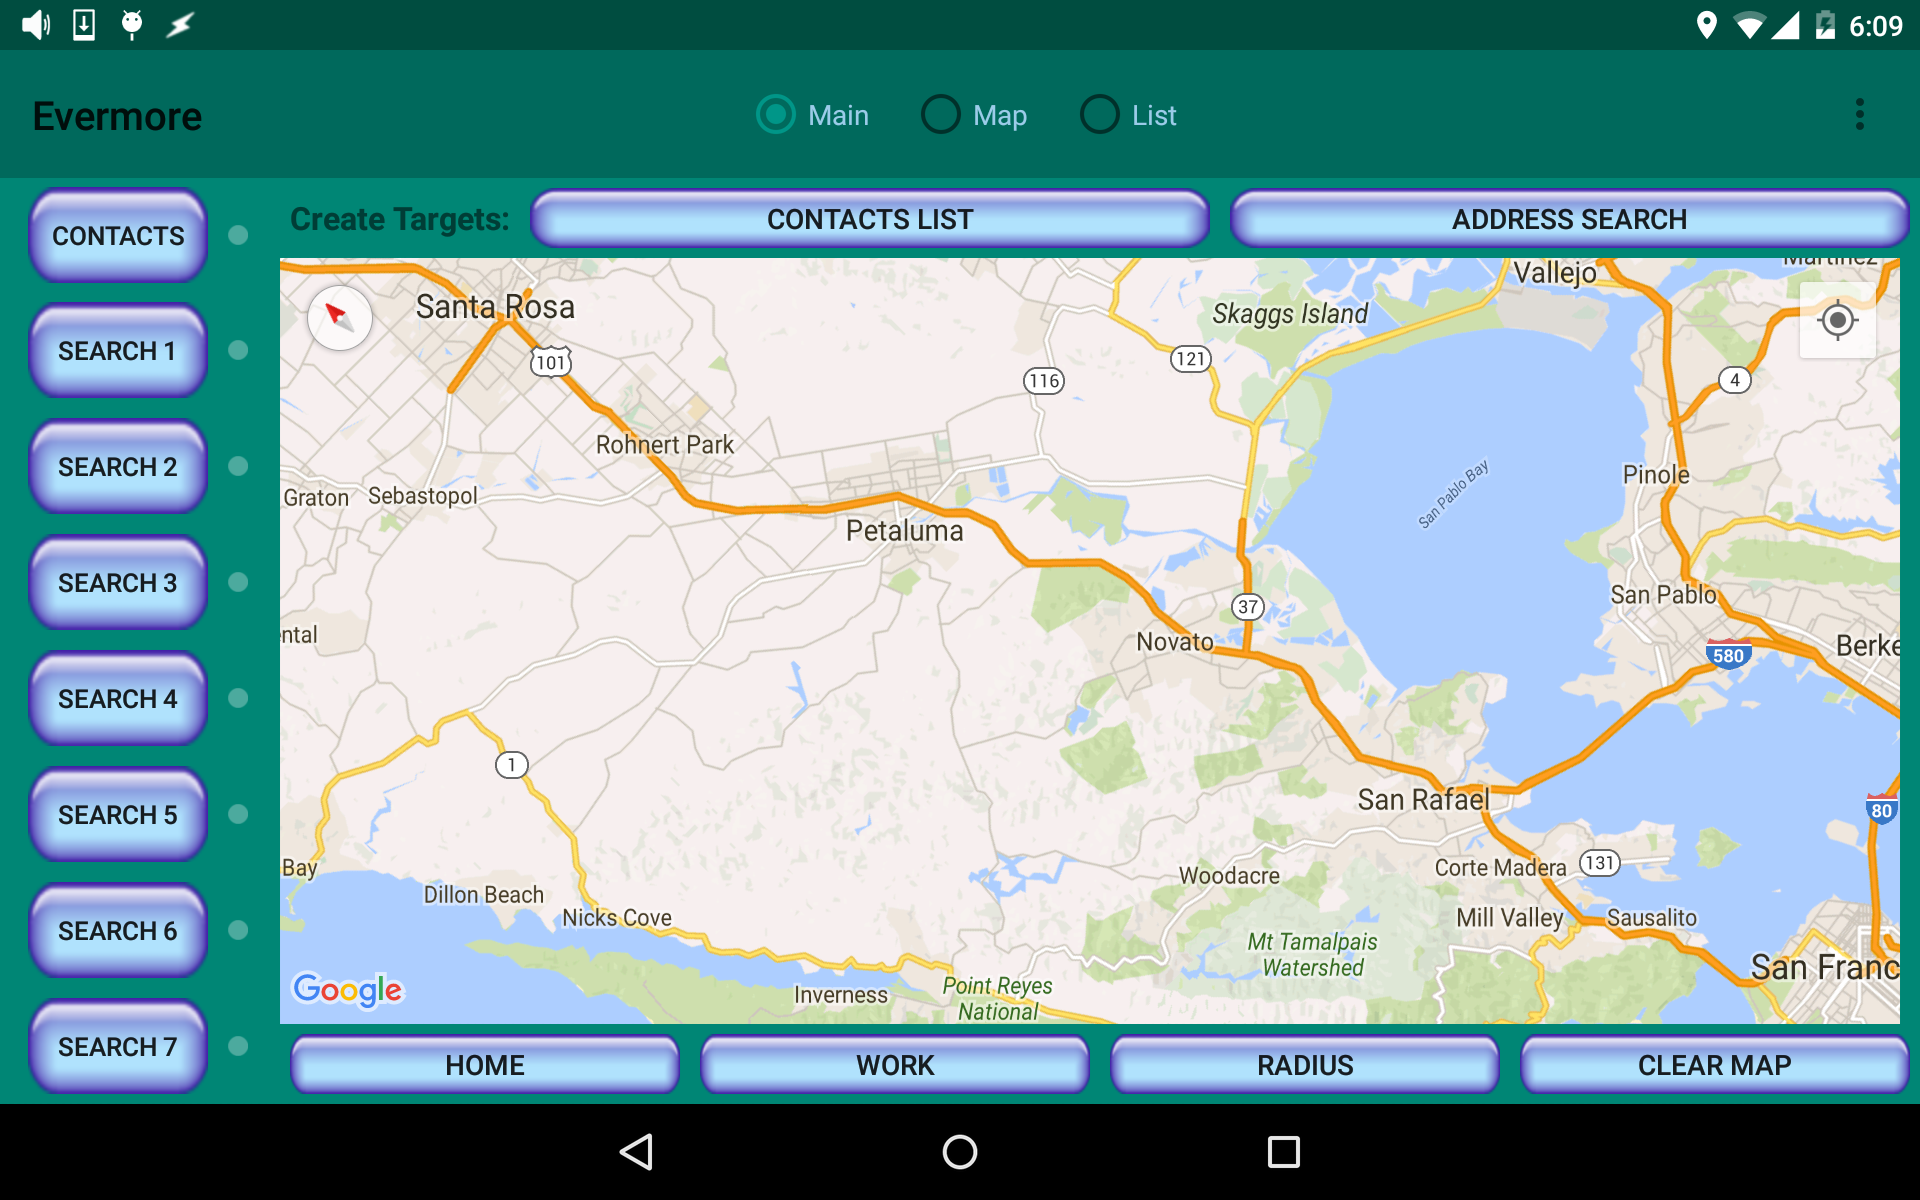 6:09
Evermore
Main
Map
List
CONTACTS
SEARCH 1
SEARCH 2
SEARCH 3
SEARCH 4
SEARCH 5
SEARCH 6
SEARCH 7
Create Targets:
CONTACTS LIST
ADDRESS SEARCH
Martinez
Vallejo
Santa Rosa
Skaggs Island
101
121
116
4
Rohnert Park
San Pablo Bay
Pinole
Graton
Sebastopol
Petaluma
San Pablo
37
ental
Novato
580
Berke
1
San Rafael
80
Bay
Woodacre
Corte Madera
131
Dillon Beach
Nicks Cove
Mill Valley
Sausalito
Mt Tamalpais
Watershed
San Franc
Google
Inverness
Point Reyes
National
HOME
WORK
RADIUS
CLEAR MAP